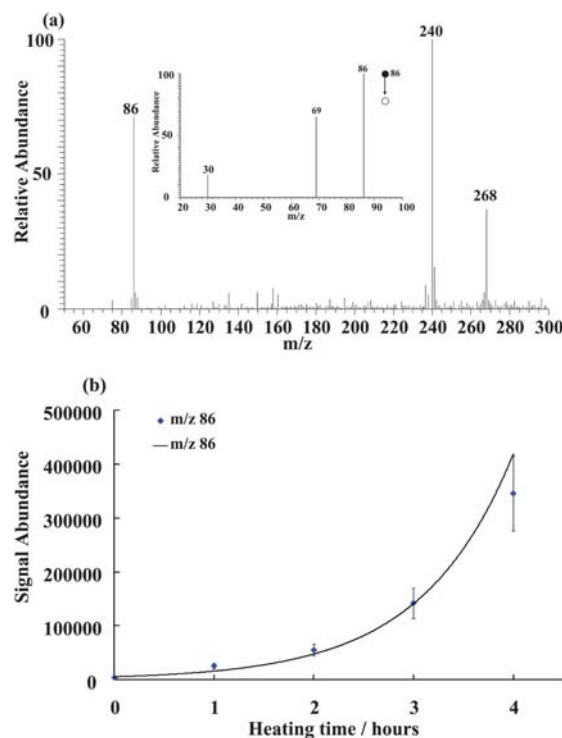 (a)
240
100
86
268
Relative Abundance
50
0
100
86
86
69
Relative Abundance
50
30
0
20 30 40 50 60 70 80 90 100
m/z
60 80 100 120 140 160 180 200 220 240 260 280 300
m/z
(b)
500000
m/z 86
m/z 86
400000
300000
Signal Abundance
200000
100000
0
0 1 2 3 4
Heating time / hours